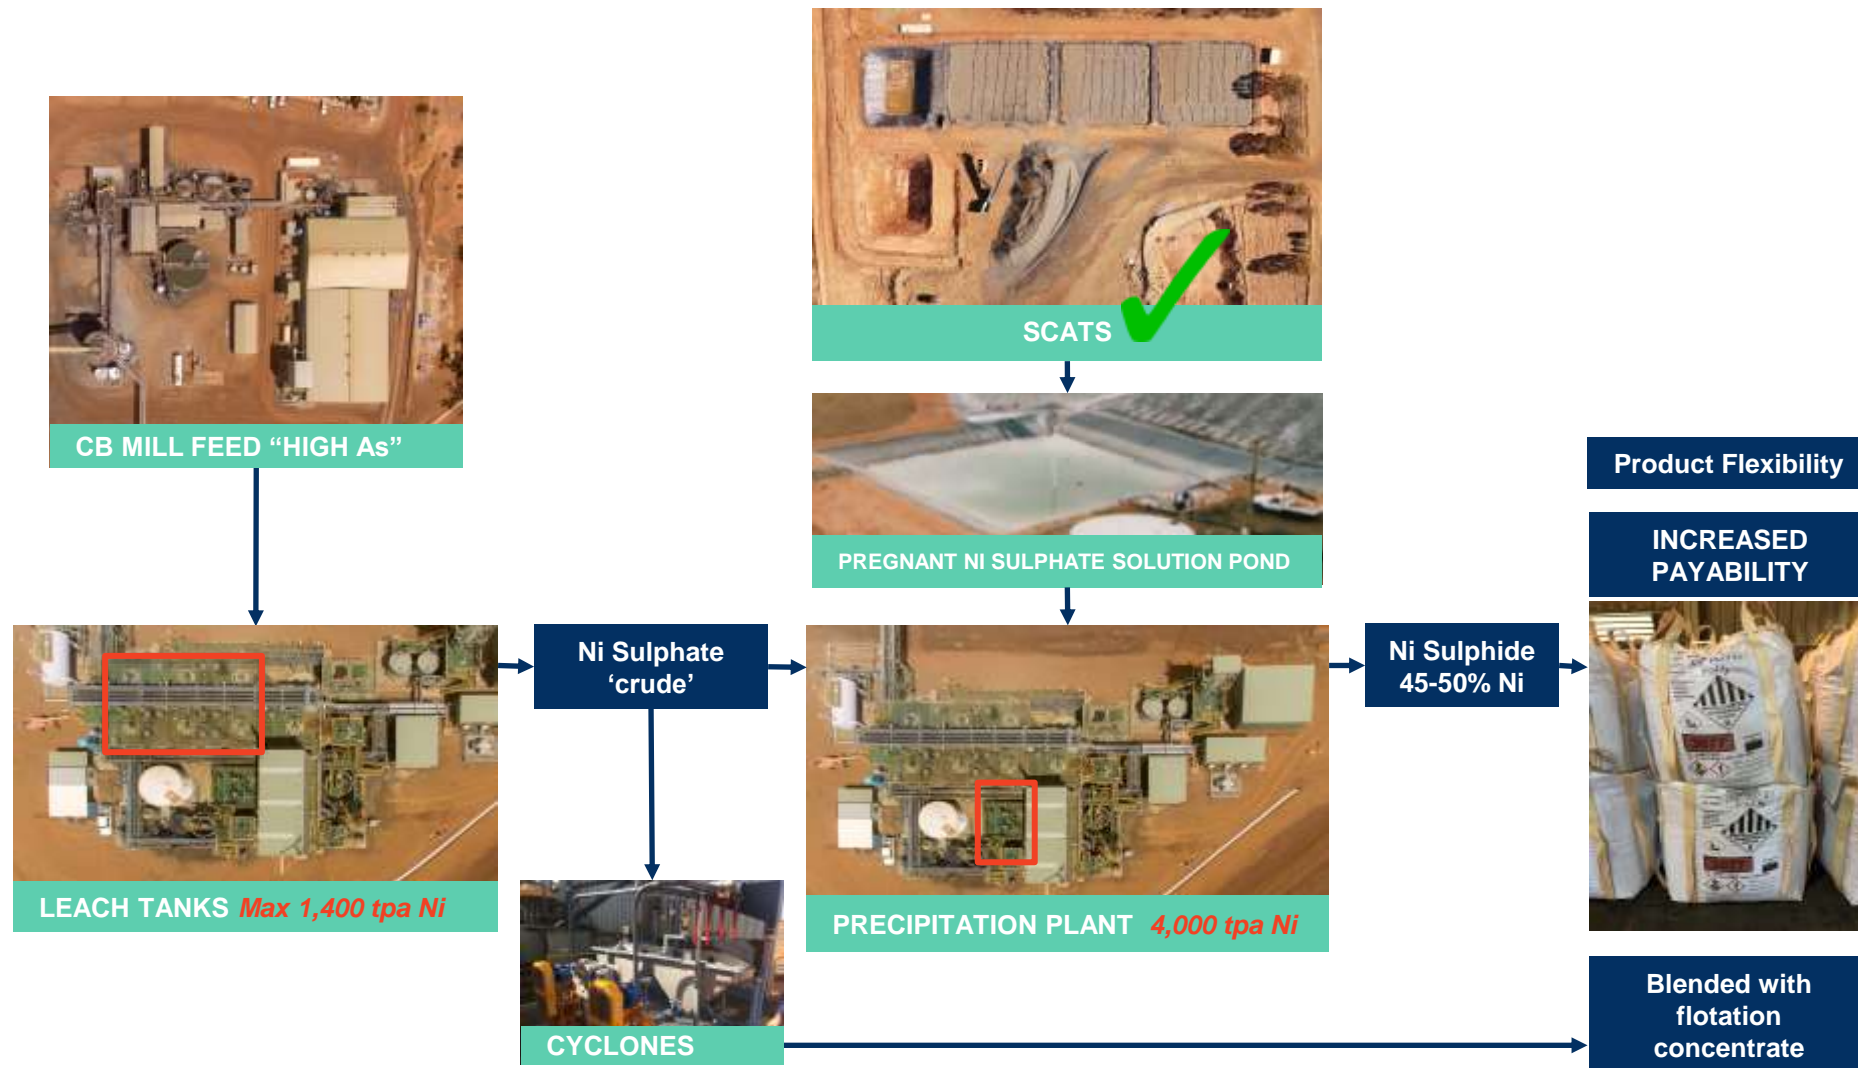 SCATS
CB MILL FEED “HIGH As”
PREGNANT NI SULPHATE SOLUTION POND
Product Flexibility
INCREASED
PAYABILITY
Ni Sulphate
‘crude’
Ni Sulphide
45-50% Ni
LEACH TANKS Max 1,400 tpa Ni
PRECIPITATION PLANT 4,000 tpa Ni
CYCLONES
Blended with
flotation
concentrate